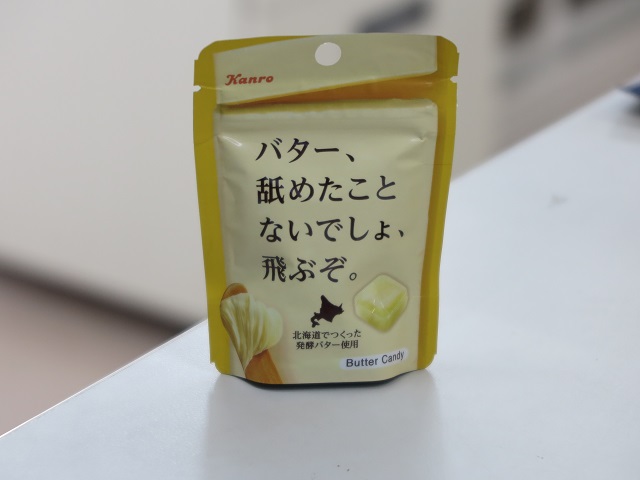 Kanro
バター、
舐めたこと
ないでしょ、
飛ぶぞ。
北海道でつくった
発酵バター使用
Butter Candy